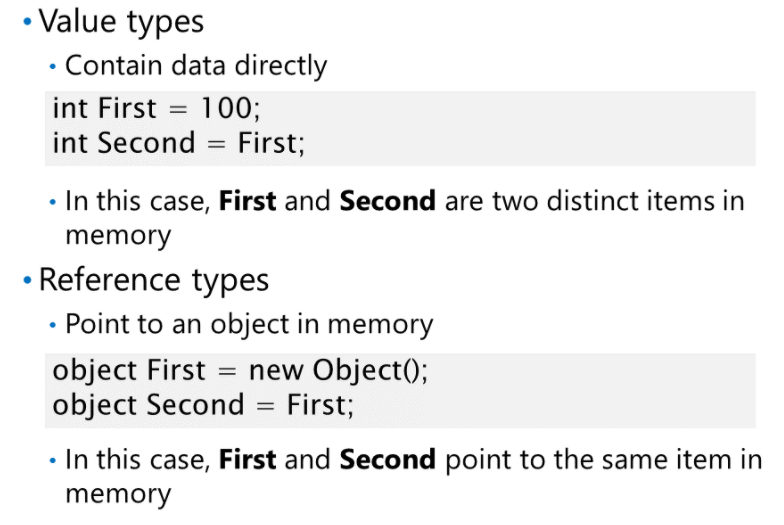 • Value types
• Contain data directly
int First = 100;
int Second = First;
• In this case, First and Second are two distinct items in
memory
• Reference types
• Point to an object in memory
object First = new Object();
object Second = First;
• In this case, First and Second point to the same item in
memory